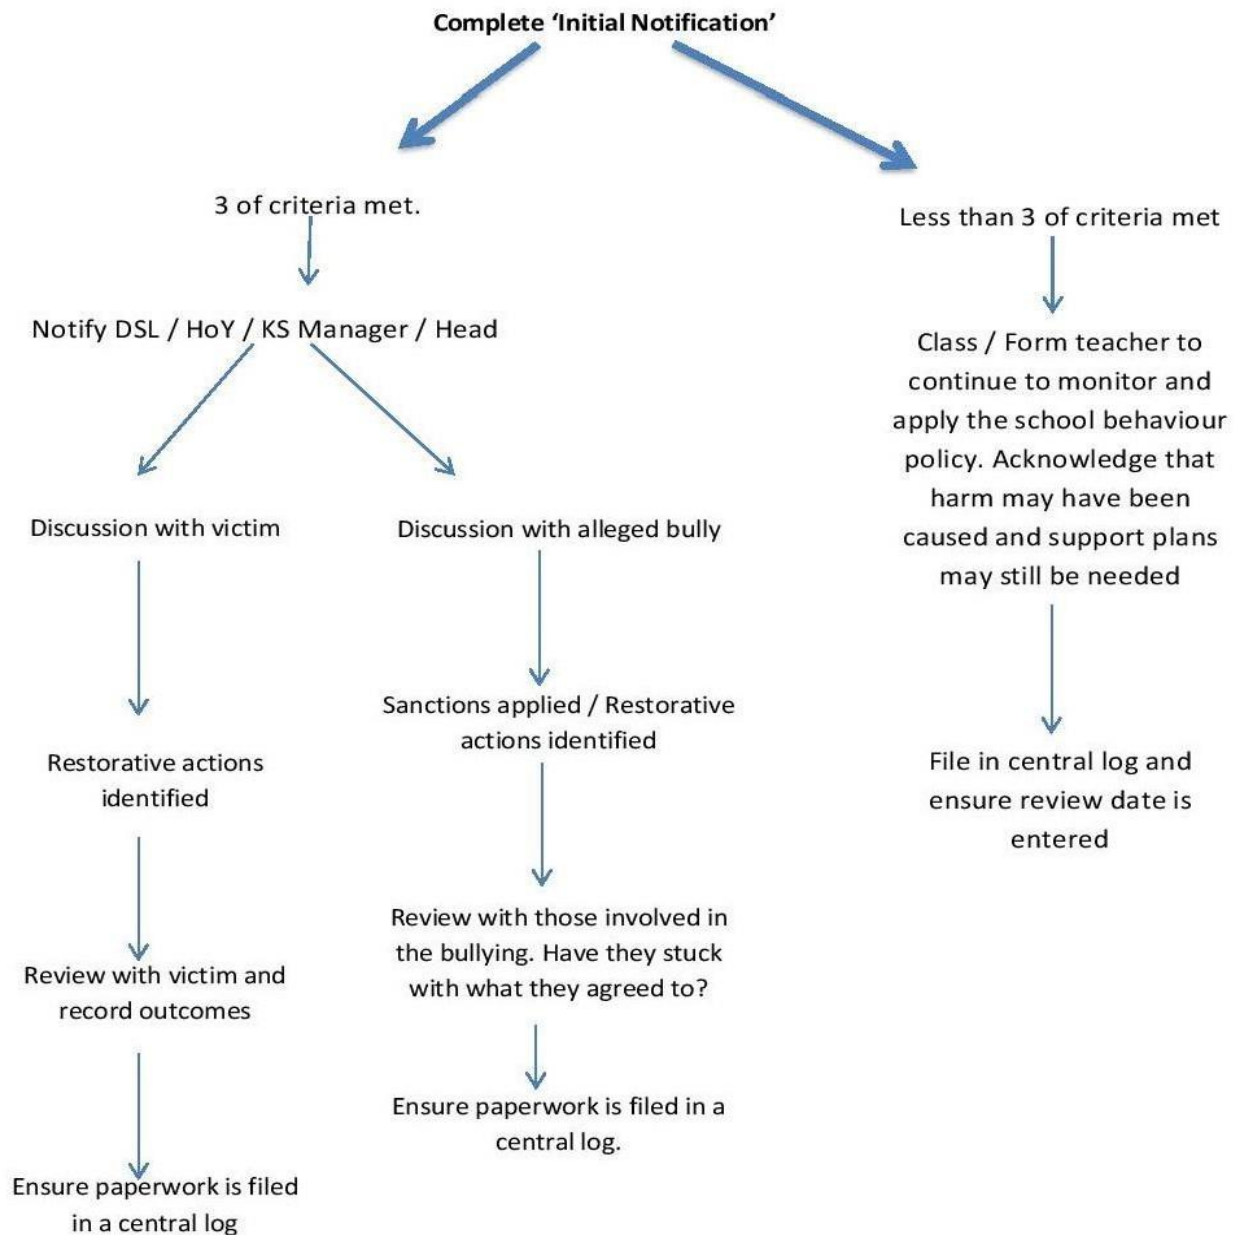 Complete ‘Initial Notification’
3 of criteria met.
Less than 3 of criteria met
Notify DSL / HoY / KS Manager / Head
Class / Form teacher to
continue to monitor and
apply the school behaviour
policy. Acknowledge that
harm may have been
caused and support plans
may still be needed
Discussion with victim
Discussion with alleged bully
Sanctions applied / Restorative
actions identified
Restorative actions
identified
File in central log and
ensure review date is
entered
Review with those involved in
the bullying. Have they stuck
with what they agreed to?
Review with victim and
record outcomes
Ensure paperwork is filed in a
central log.
Ensure paperwork is filed
in a central log